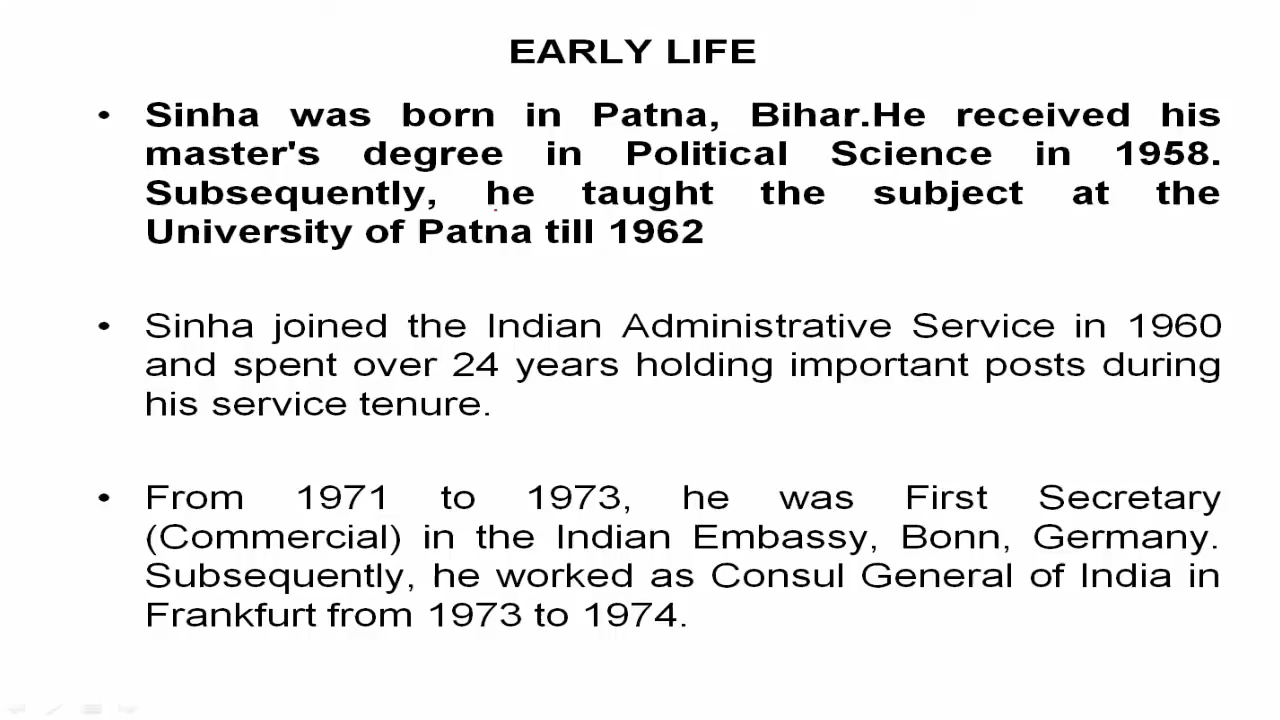 EARLY LIFE
• Sinha was born in Patna, Bihar.He received his
master's degree in Political Science in 1958.
Subsequently, he taught the subject at the
University of Patna till 1962
• Sinha joined the Indian Administrative Service in 1960
and spent over 24 years holding important posts during
his service tenure.
• From 1971 to 1973, he was First Secretary
(Commercial) in the Indian Embassy, Bonn, Germany.
Subsequently, he worked as Consul General of India in
Frankfurt from 1973 to 1974.